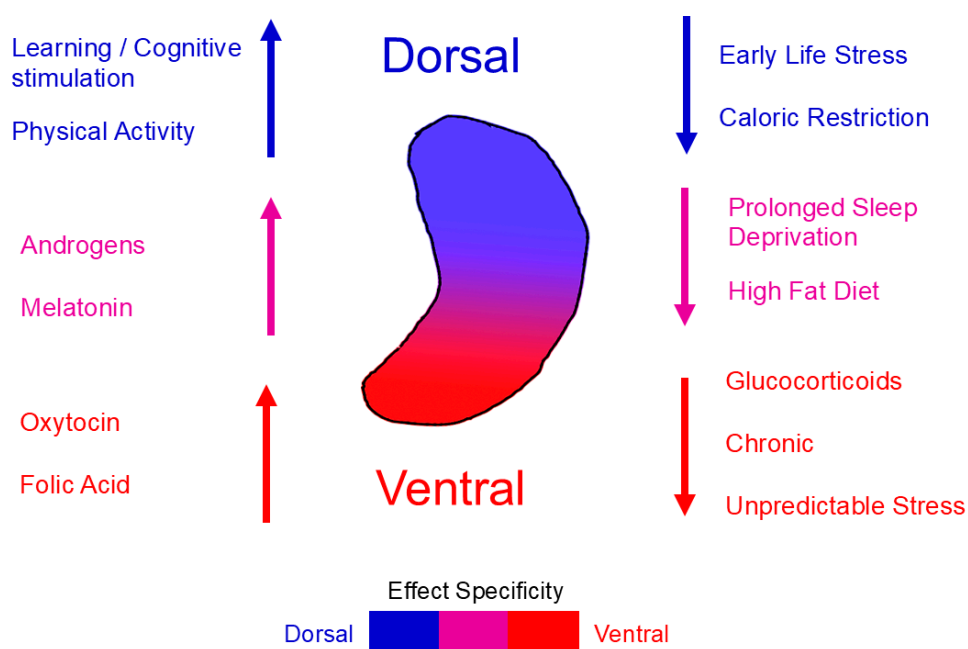 Dorsal
Learning / Cognitive
stimulation
Physical Activity
Androgens
Melatonin
Oxytocin
Folic Acid
Early Life Stress
Caloric Restriction
Prolonged Sleep
Deprivation
High Fat Diet
Glucocorticoids
Chronic
Unpredictable Stress
Ventral
Effect Specificity
Dorsal
Ventral